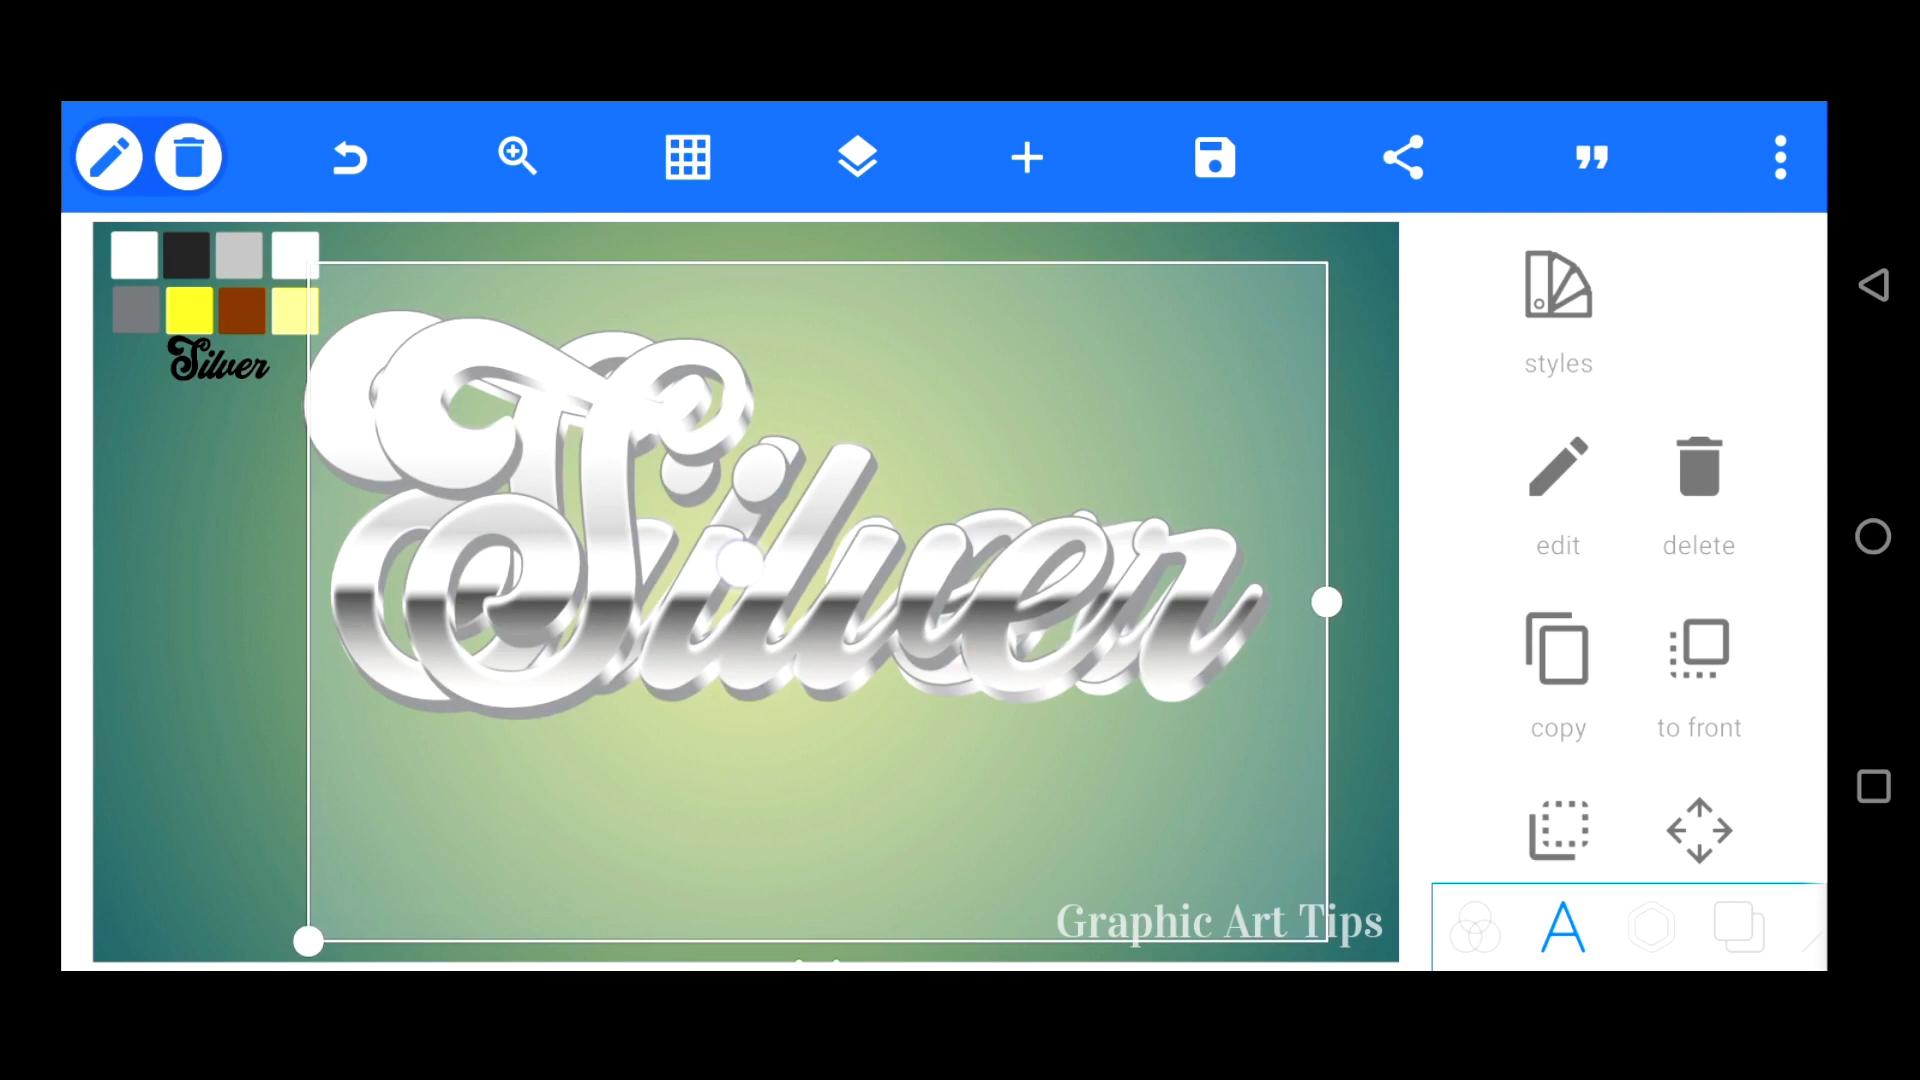 Silver
Silver
styles
edit
delete
copy
to front
Graphic Art Tips